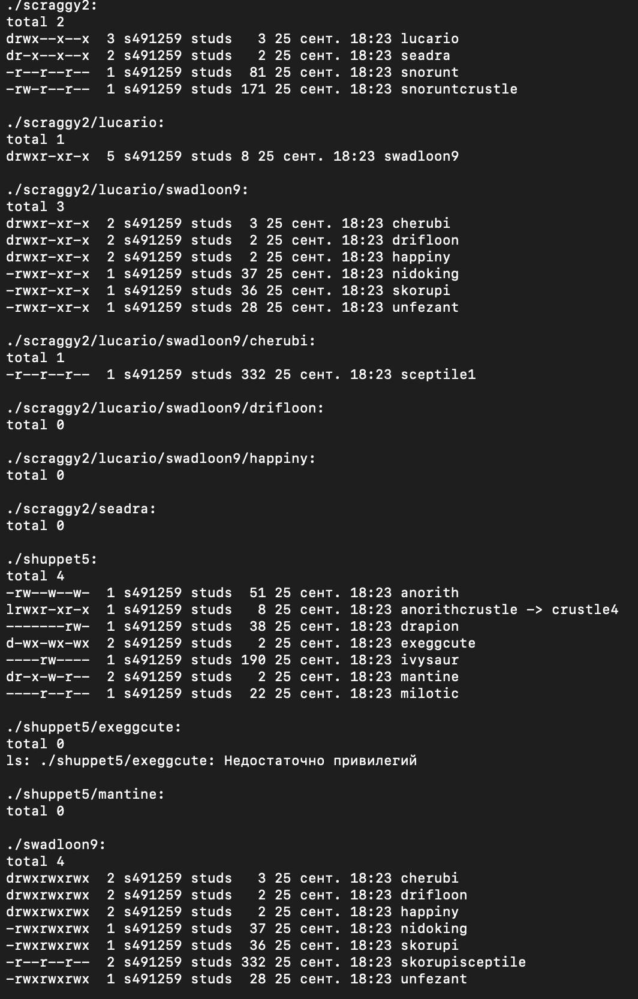 ./scraggy2:
total 2
drwx--x--x  3 s491259 studs   3 25 сент. 18:23 lucario
dr-x--x--x  2 s491259 studs   2 25 сент. 18:23 seadra
-r--r--r--  1 s491259 studs  81 25 сент. 18:23 snorunt
-rw-r--r--  1 s491259 studs 171 25 сент. 18:23 snoruntcrustle

./scraggy2/lucario:
total 1
drwxr-xr-x  5 s491259 studs 8 25 сент. 18:23 swadloon9

./scraggy2/lucario/swadloon9:
total 3
drwxr-xr-x  2 s491259 studs  3 25 сент. 18:23 cherubi
drwxr-xr-x  2 s491259 studs  2 25 сент. 18:23 drifloon
drwxr-xr-x  2 s491259 studs  2 25 сент. 18:23 happiny
-rwxr-xr-x  1 s491259 studs 37 25 сент. 18:23 nidoking
-rwxr-xr-x  1 s491259 studs 36 25 сент. 18:23 skorupi
-rwxr-xr-x  1 s491259 studs 28 25 сент. 18:23 unfezant

./scraggy2/lucario/swadloon9/cherubi:
total 1
-r--r--r--  1 s491259 studs 332 25 сент. 18:23 sceptile1

./scraggy2/lucario/swadloon9/drifloon:
total 0

./scraggy2/lucario/swadloon9/happiny:
total 0

./scraggy2/seadra:
total 0

./shuppet5:
total 4
-rw--w--w-  1 s491259 studs  51 25 сент. 18:23 anorith
lrwxr-xr-x  1 s491259 studs   8 25 сент. 18:23 anorithcrustle -> crustle4
-------rw-  1 s491259 studs  38 25 сент. 18:23 drapion
d-wx-wx-wx  2 s491259 studs   2 25 сент. 18:23 exeggcute
----rw----  1 s491259 studs 190 25 сент. 18:23 ivysaur
dr-x-w-r--  2 s491259 studs   2 25 сент. 18:23 mantine
----r--r--  1 s491259 studs  22 25 сент. 18:23 milotic

./shuppet5/exeggcute:
total 0
ls: ./shuppet5/exeggcute: Недостаточно привилегий

./shuppet5/mantine:
total 0

./swadloon9:
total 4
drwxrwxrwx  2 s491259 studs   3 25 сент. 18:23 cherubi
drwxrwxrwx  2 s491259 studs   2 25 сент. 18:23 drifloon
drwxrwxrwx  2 s491259 studs   2 25 сент. 18:23 happiny
-rwxrwxrwx  1 s491259 studs  37 25 сент. 18:23 nidoking
-rwxrwxrwx  1 s491259 studs  36 25 сент. 18:23 skorupi
-r--r--r--  2 s491259 studs 332 25 сент. 18:23 skorupisceptile
-rwxrwxrwx  1 s491259 studs  28 25 сент. 18:23 unfezant